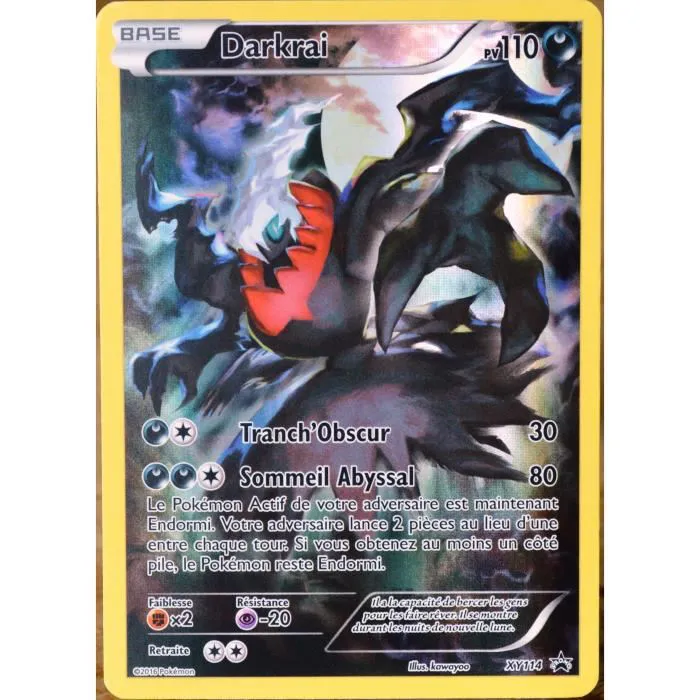 BASE
Darkrai
PV110
Tranch'Obscur 30
Sommeil Abyssal 80
Le Pokémon Actif de votre adversaire est maintenant
Endormi. Votre adversaire lance 2 pièces au lieu d'une
entre chaque tour. Si vous obtenez au moins un côté
pile, le Pokémon reste Endormi.
Faiblesse Résistance
x2 -20
Il a la capacité de bercer les gens
pour les faire rêver. Il se montre
durant les nuits de nouvelle lune.
Retraite
©2016 Pokémon Illus. kawayoo XY114
PROMO